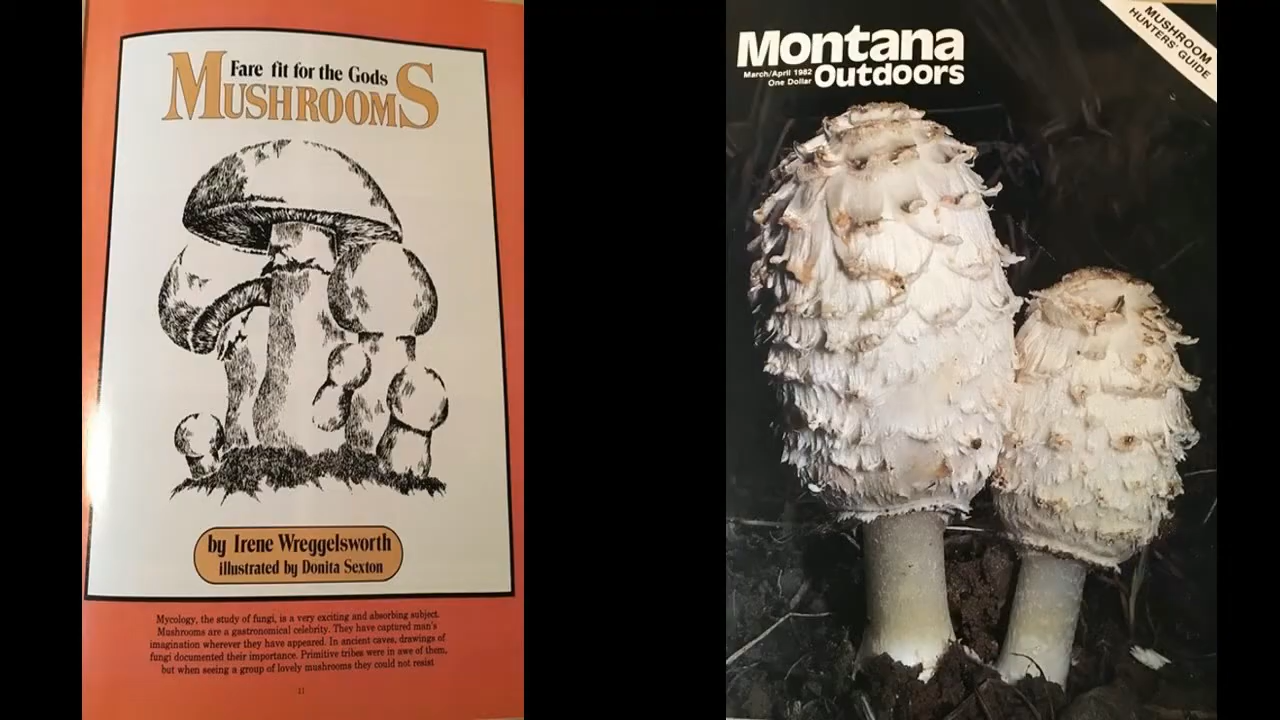 Fare fit for the Gods
MUSHROOMS
by Irene Wreggelsworth
illustrated by Donita Sexton
Mycology, the study of fungi, is a very exciting and absorbing subject.
Mushrooms are a gastronomical celebrity. They have captured man's
imagination wherever they have appeared. In ancient caves, drawings of
fungi documented their importance. Primitive tribes were in awe of them,
but when seeing a group of lovely mushrooms they could not resist
11
Montana
March/April 1982
One Dollar
Outdoors
MUSHROOM
HUNTERS' GUIDE